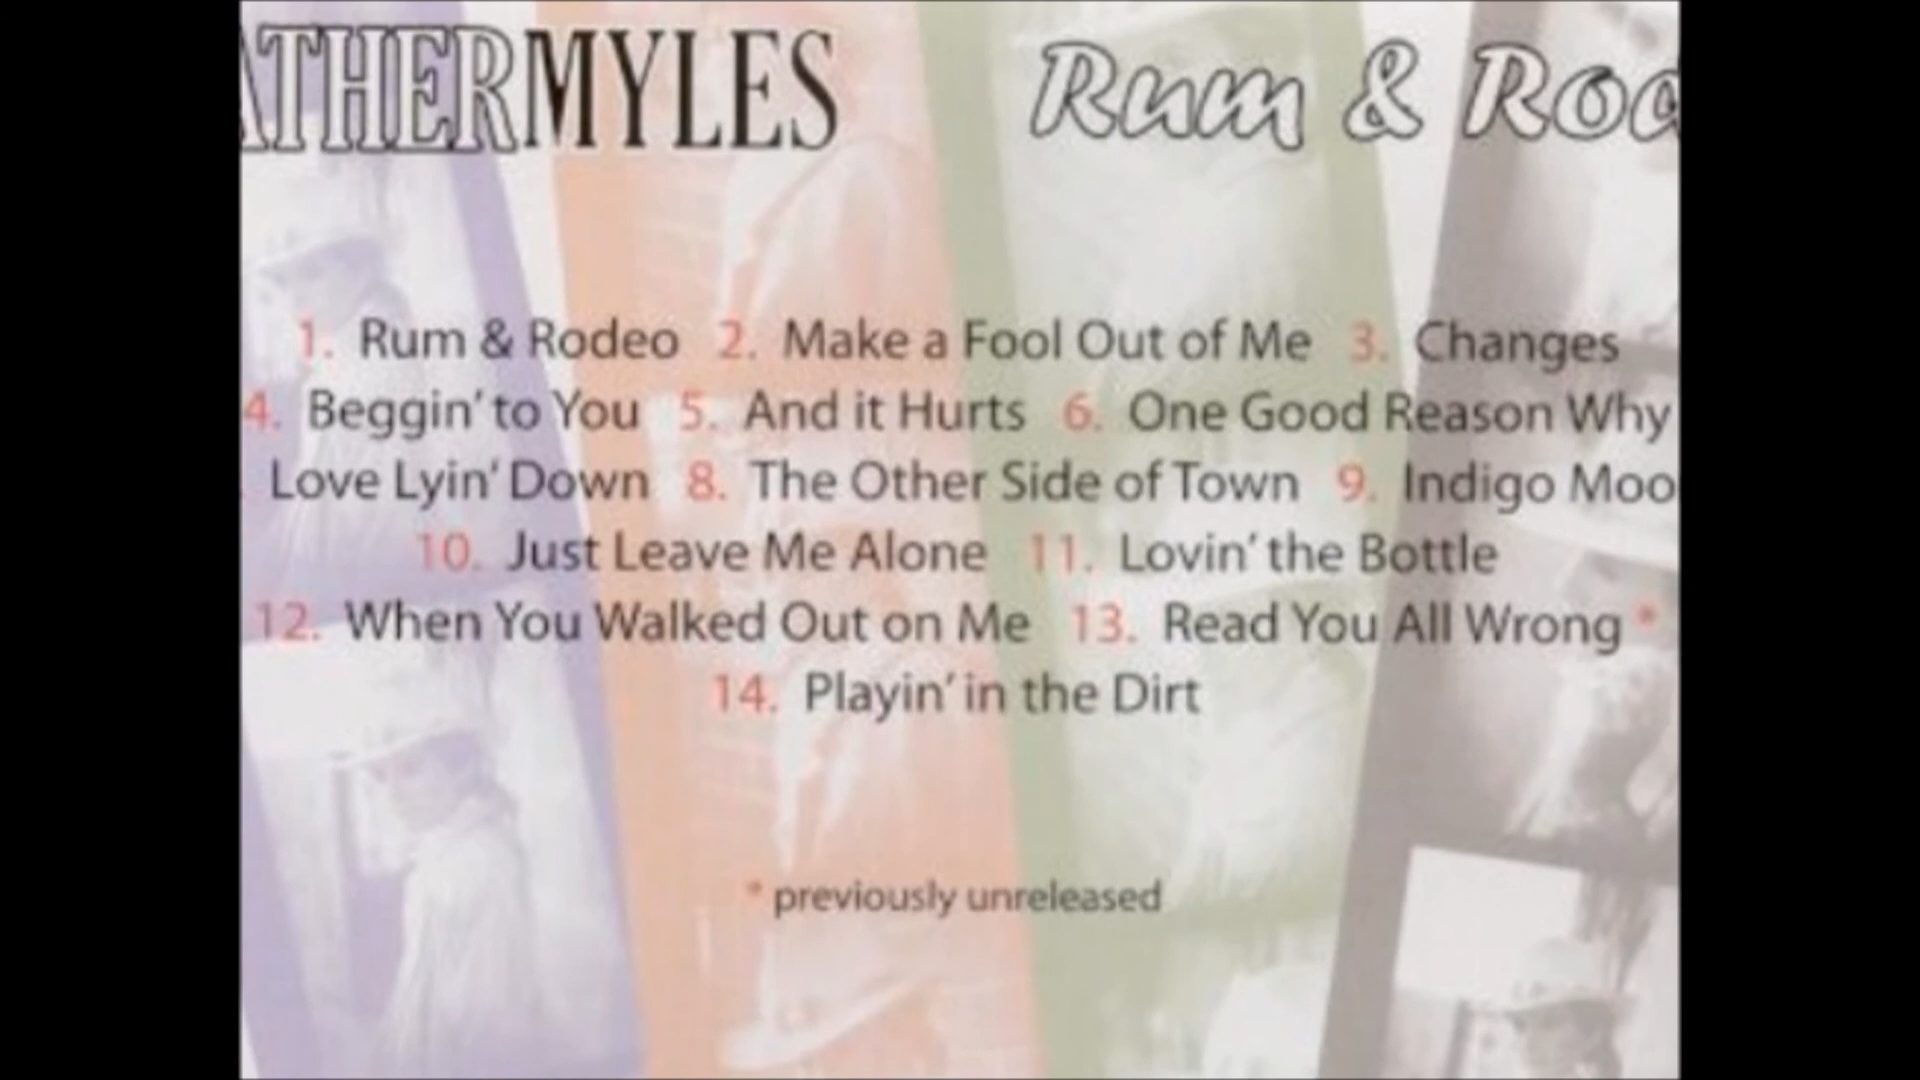 ATHERMYLES Rum & Rod
1. Rum & Rodeo 2. Make a Fool Out of Me 3. Changes
4. Beggin' to You 5. And it Hurts 6. One Good Reason Why
Love Lyin' Down 8. The Other Side of Town 9. Indigo Moo
10. Just Leave Me Alone 11. Lovin' the Bottle
12. When You Walked Out on Me 13. Read You All Wrong *
14. Playin' in the Dirt
* previously unreleased